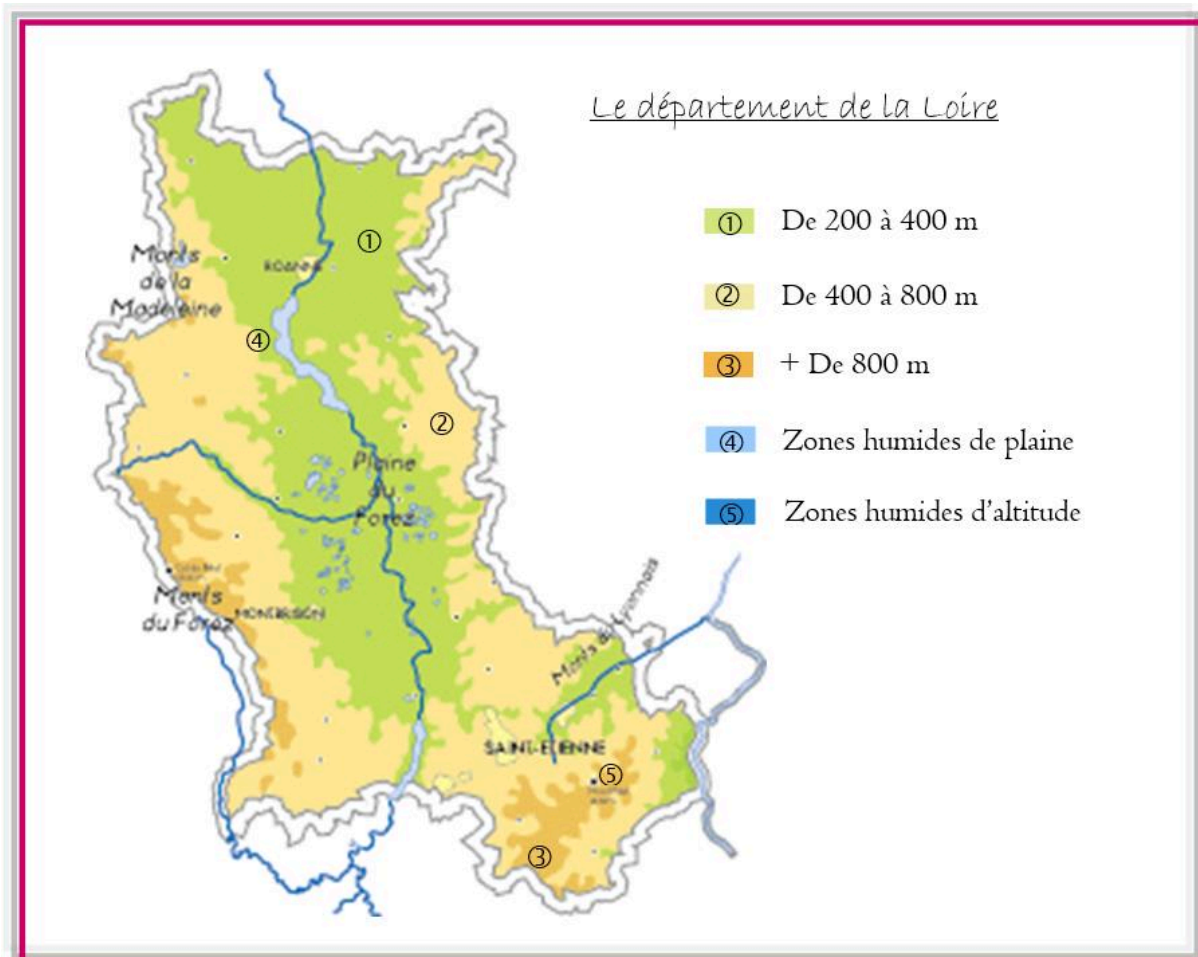 Le département de la Loire
① De 200 à 400 m
② De 400 à 800 m
③ + De 800 m
④ Zones humides de plaine
⑤ Zones humides d'altitude
①
Monts
de la
Madeleine
ROANNE
④
②
Plaine
du
Forez
Monts
du Forez
MONTBRISON
Monts du Lyonnais
SAINT-ETIENNE
⑤
③